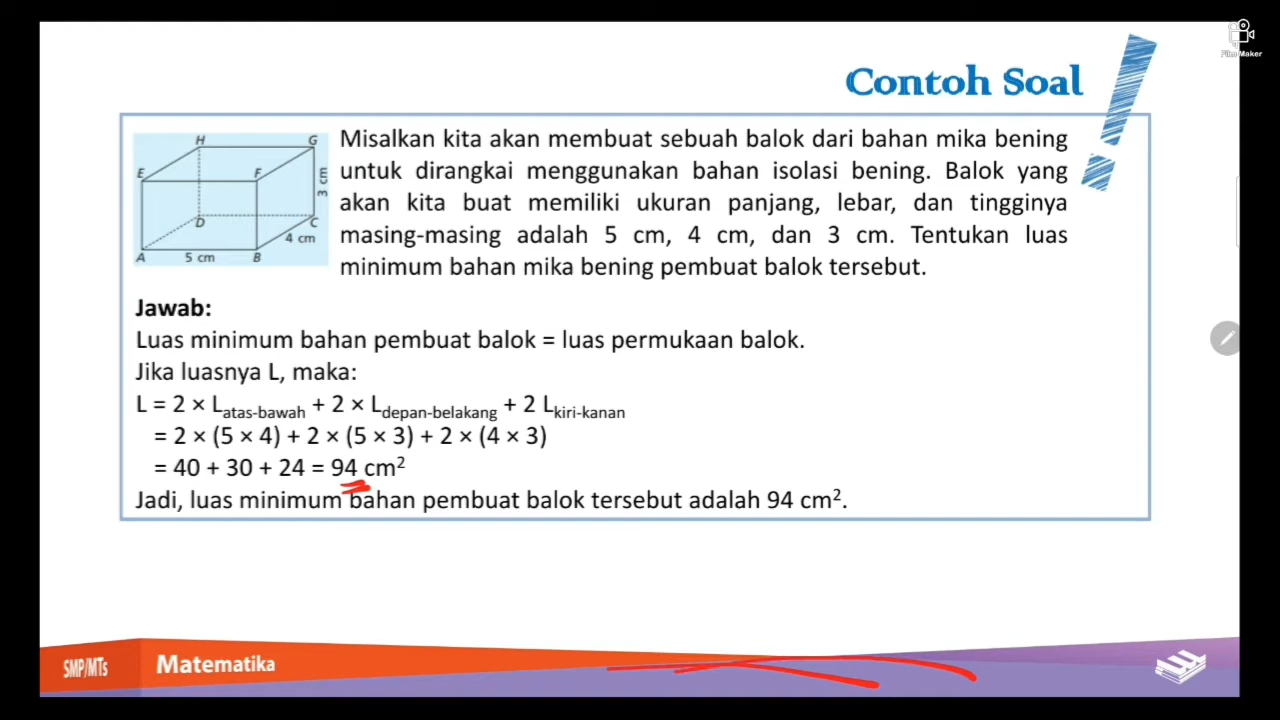 Film Maker
Contoh Soal
H
G
E
F
3 cm
D
C
4 cm
A
5 cm
B
Misalkan kita akan membuat sebuah balok dari bahan mika bening
untuk dirangkai menggunakan bahan isolasi bening. Balok yang
akan kita buat memiliki ukuran panjang, lebar, dan tingginya
masing-masing adalah 5 cm, 4 cm, dan 3 cm. Tentukan luas
minimum bahan mika bening pembuat balok tersebut.
Jawab:
Luas minimum bahan pembuat balok = luas permukaan balok.
Jika luasnya L, maka:
L = 2 × Latas-bawah + 2 × Ldepan-belakang + 2 Lkiri-kanan
= 2 × (5 × 4) + 2 × (5 × 3) + 2 × (4 × 3)
= 40 + 30 + 24 = 94 cm²
Jadi, luas minimum bahan pembuat balok tersebut adalah 94 cm².
SMP/MTs
Matematika